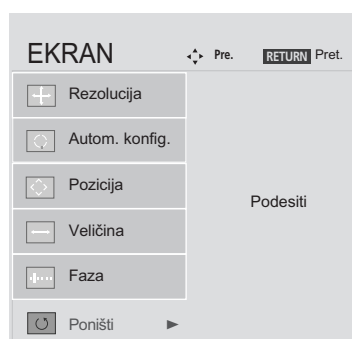 EKRAN Pre. RETURN Pret.
Rezolucija
Autom. konfig.
Pozicija
Podesiti
Veličina
Faza
Poništi